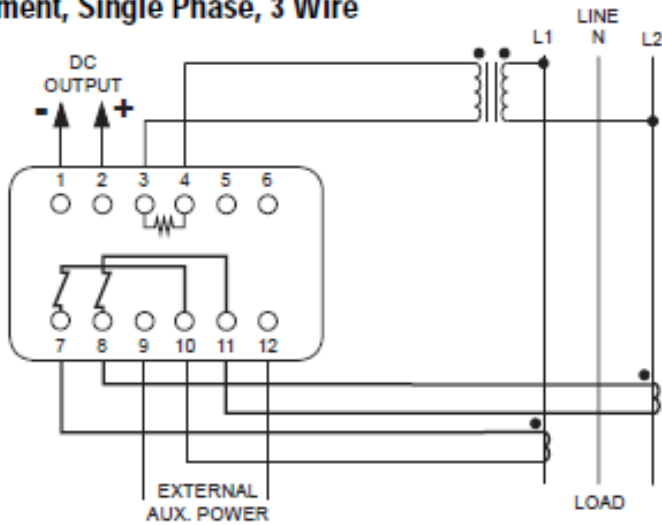 ment, Single Phase, 3 Wire
LINE
L1 N L2
DC
OUTPUT
- +
1 2 3 4 5 6
7 8 9 10 11 12
EXTERNAL
AUX. POWER
LOAD